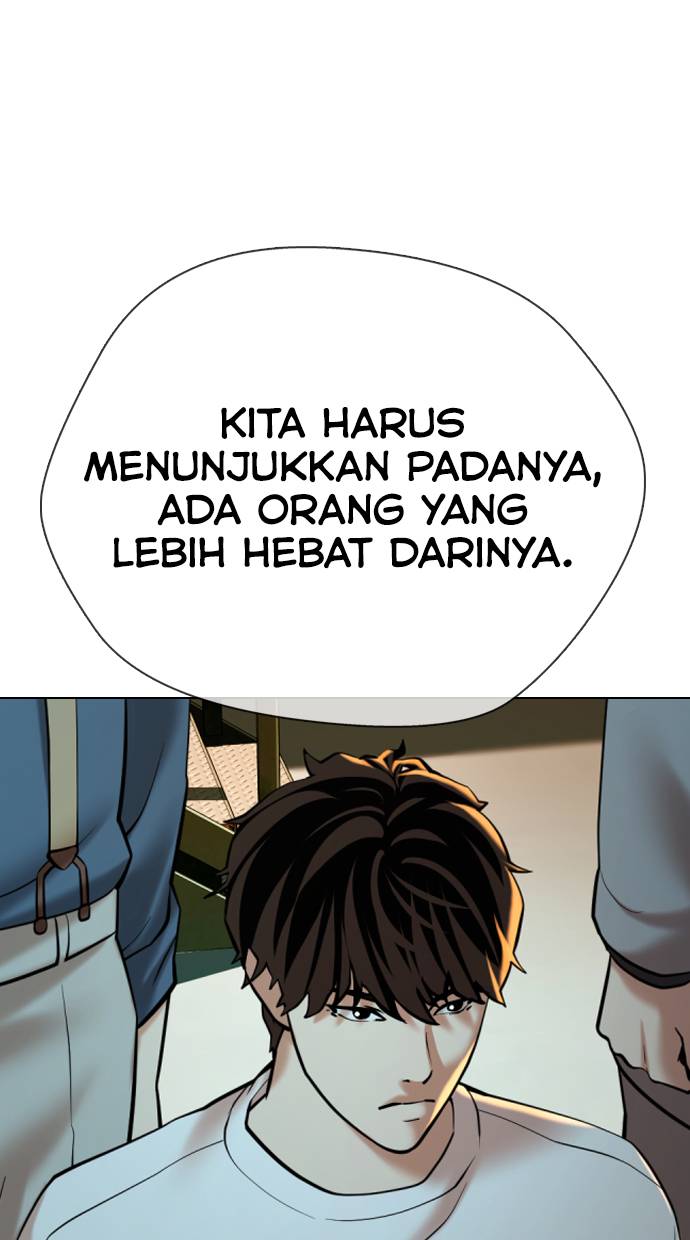 KITA HARUS
MENUNJUKKAN PADANYA,
ADA ORANG YANG
LEBIH HEBAT DARINYA.